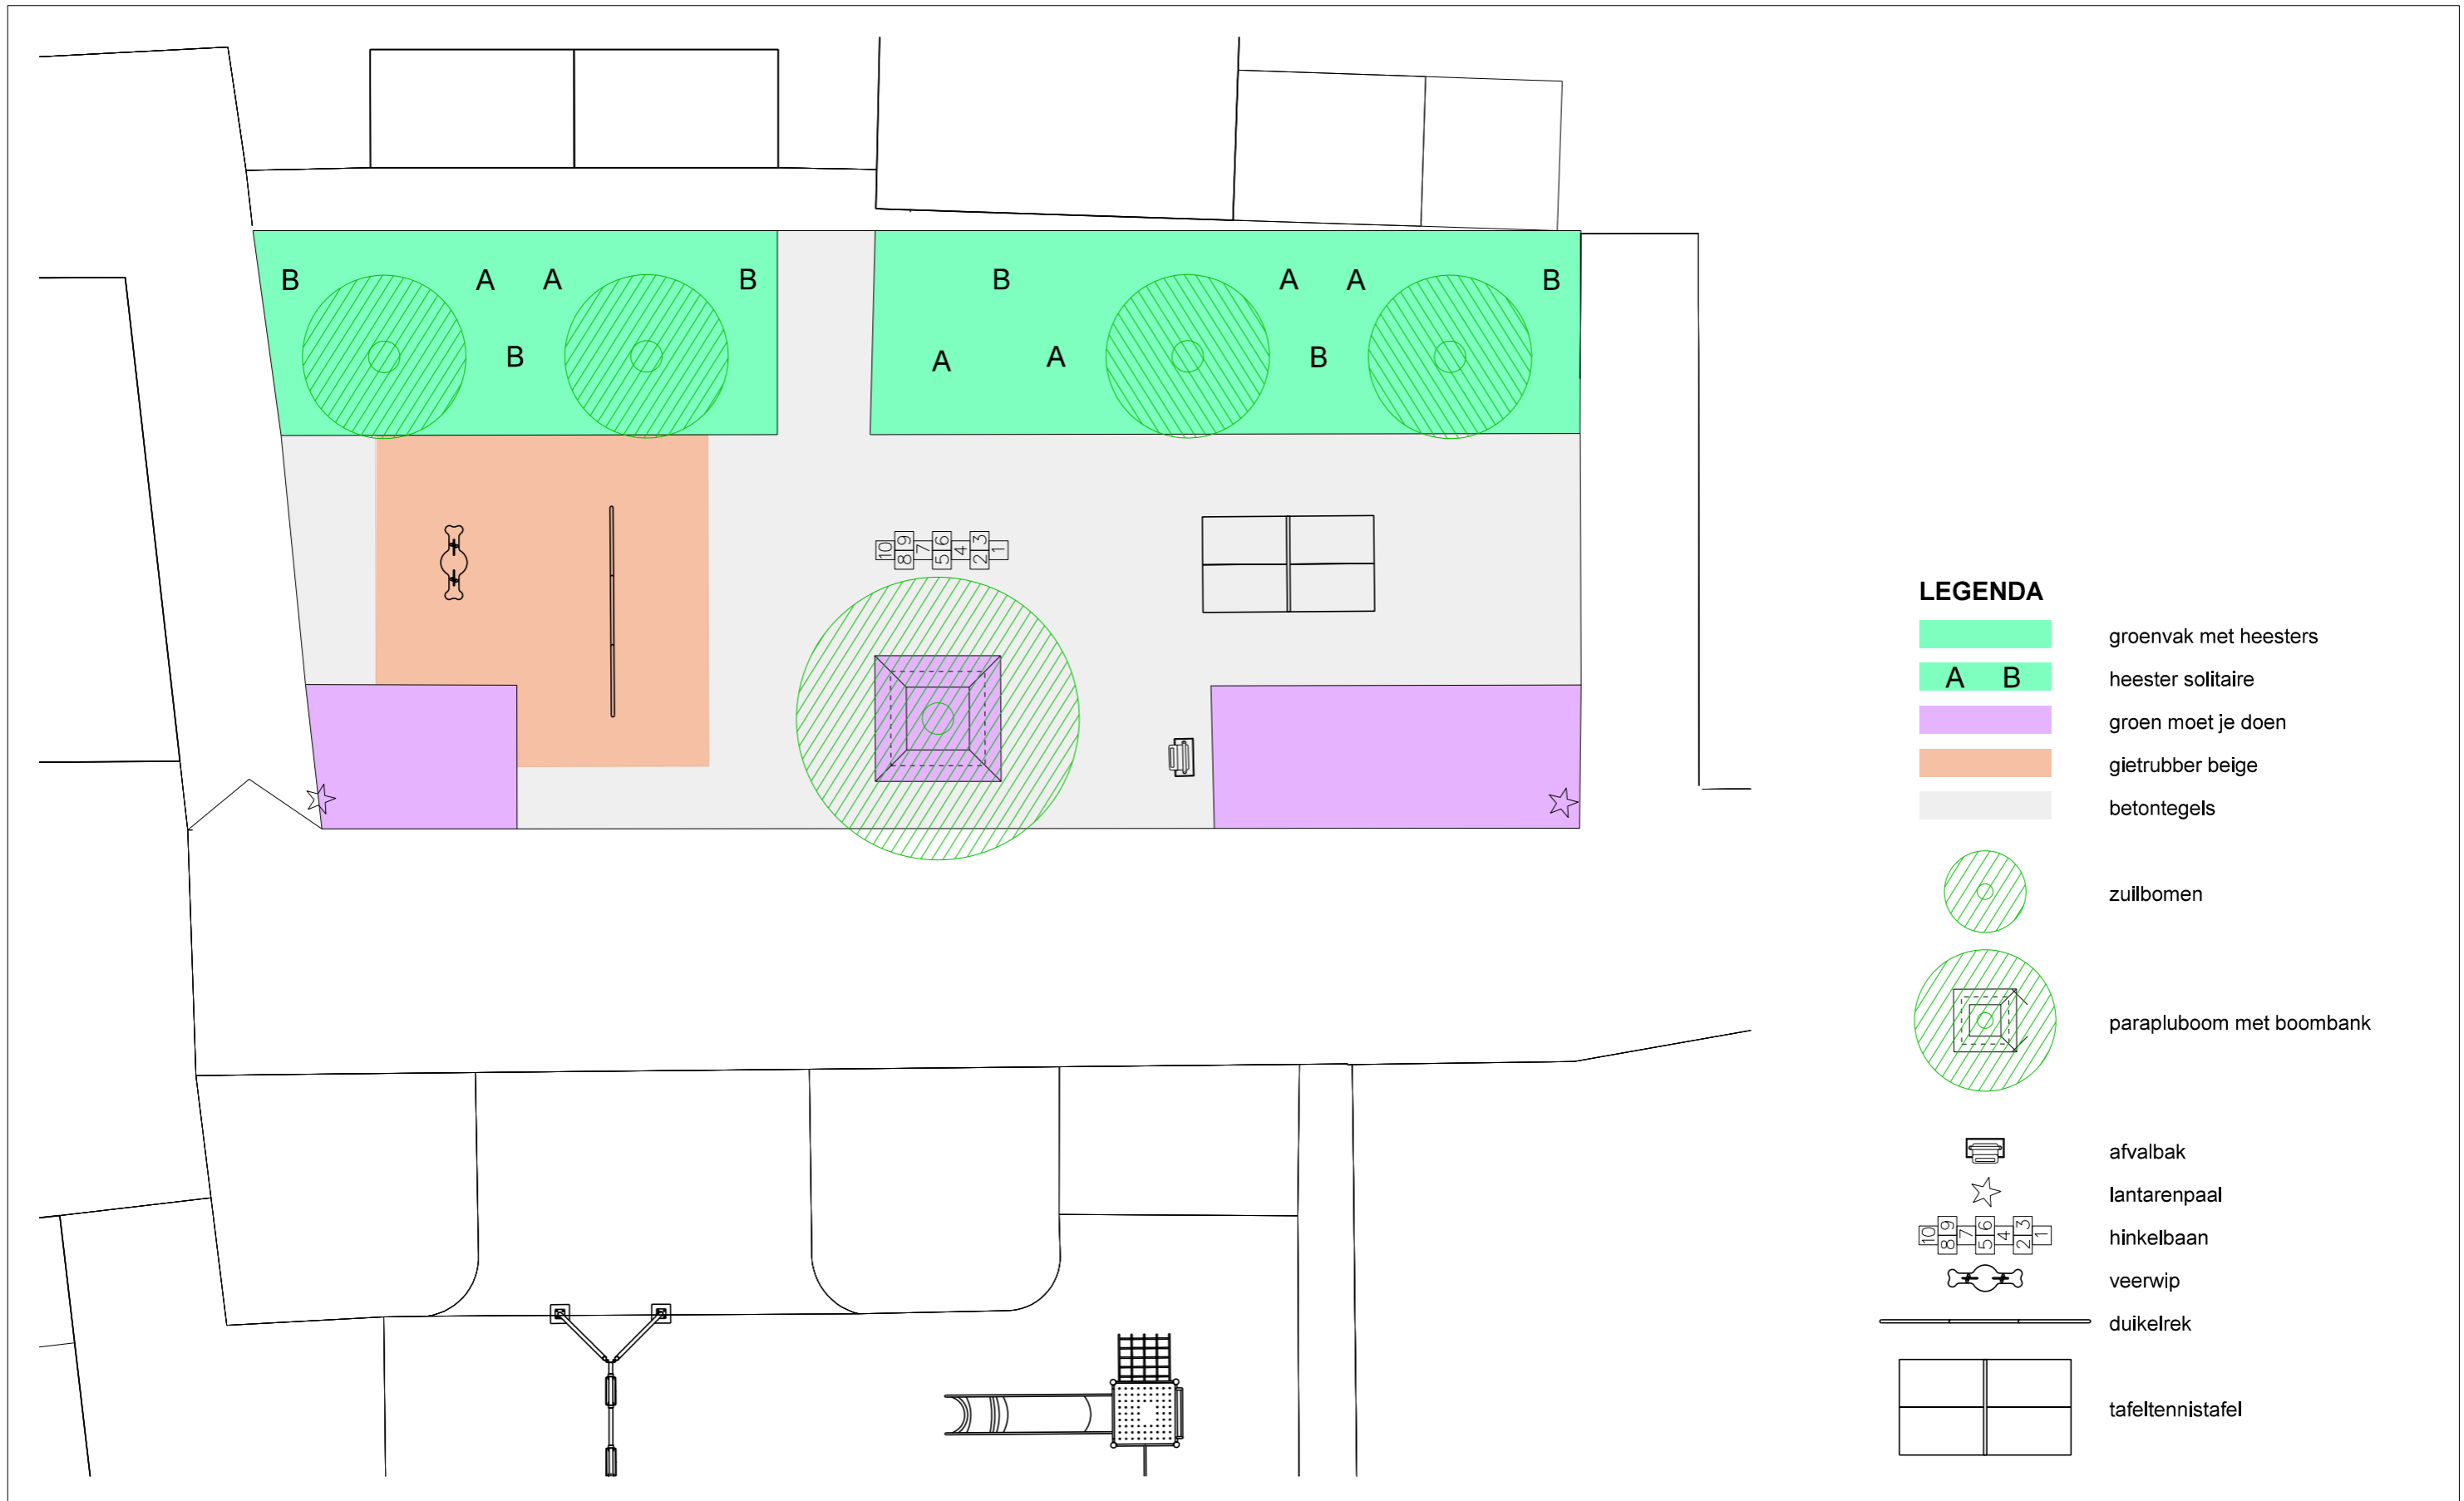 B A A B B A A B
B A A B
10 8 9 7 5 6 4 2 3 1
LEGENDA
groenvak met heesters
A B heester solitaire
groen moet je doen
gietrubber beige
betontegels
zuilbomen
parapluboom met boombank
afvalbak
lantarenpaal
10 8 9 7 5 6 4 2 3 1 hinkelbaan
veerwip
duikelrek
tafeltennistafel